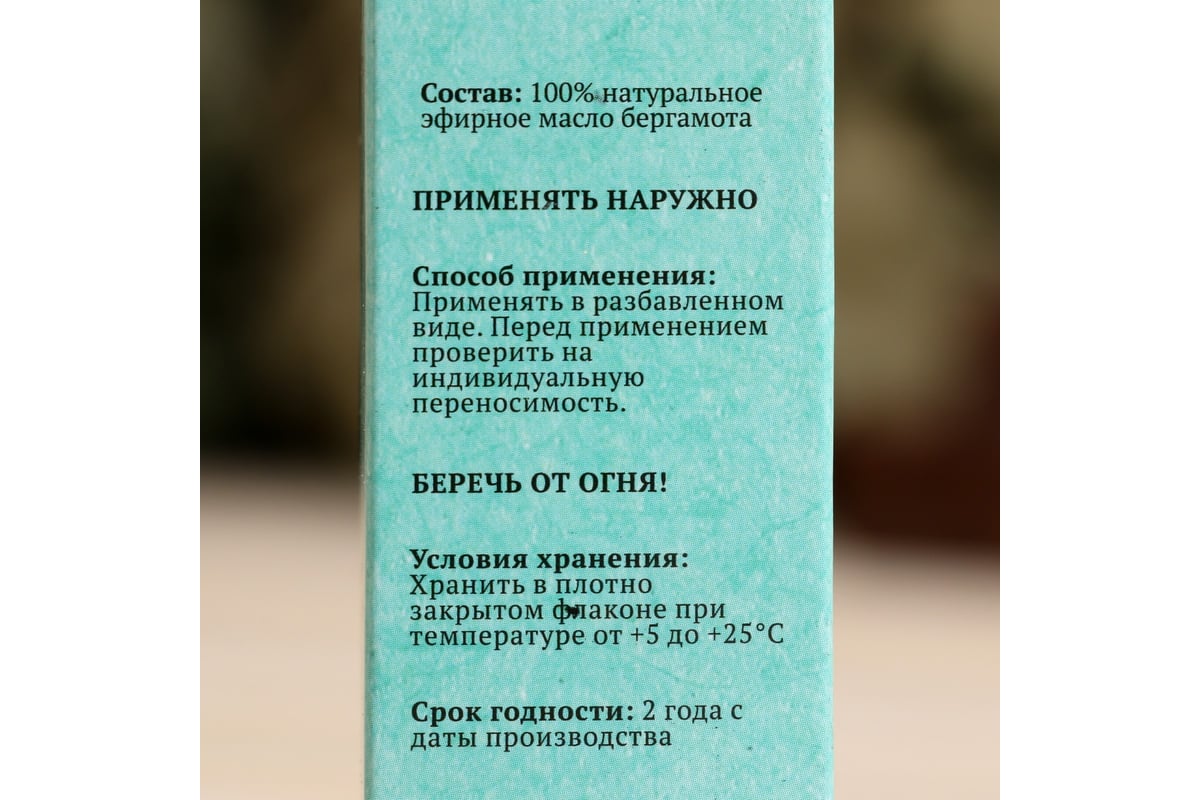 Состав: 100% натуральное
эфирное масло бергамота
ПРИМЕНЯТЬ НАРУЖНО
Способ применения:
Применять в разбавленном
виде. Перед применением
проверить на
индивидуальную
переносимость.
БЕРЕЧЬ ОТ ОГНЯ!
Условия хранения:
Хранить в плотно
закрытом флаконе при
температуре от +5 до +25°С
Срок годности: 2 года с
даты производства